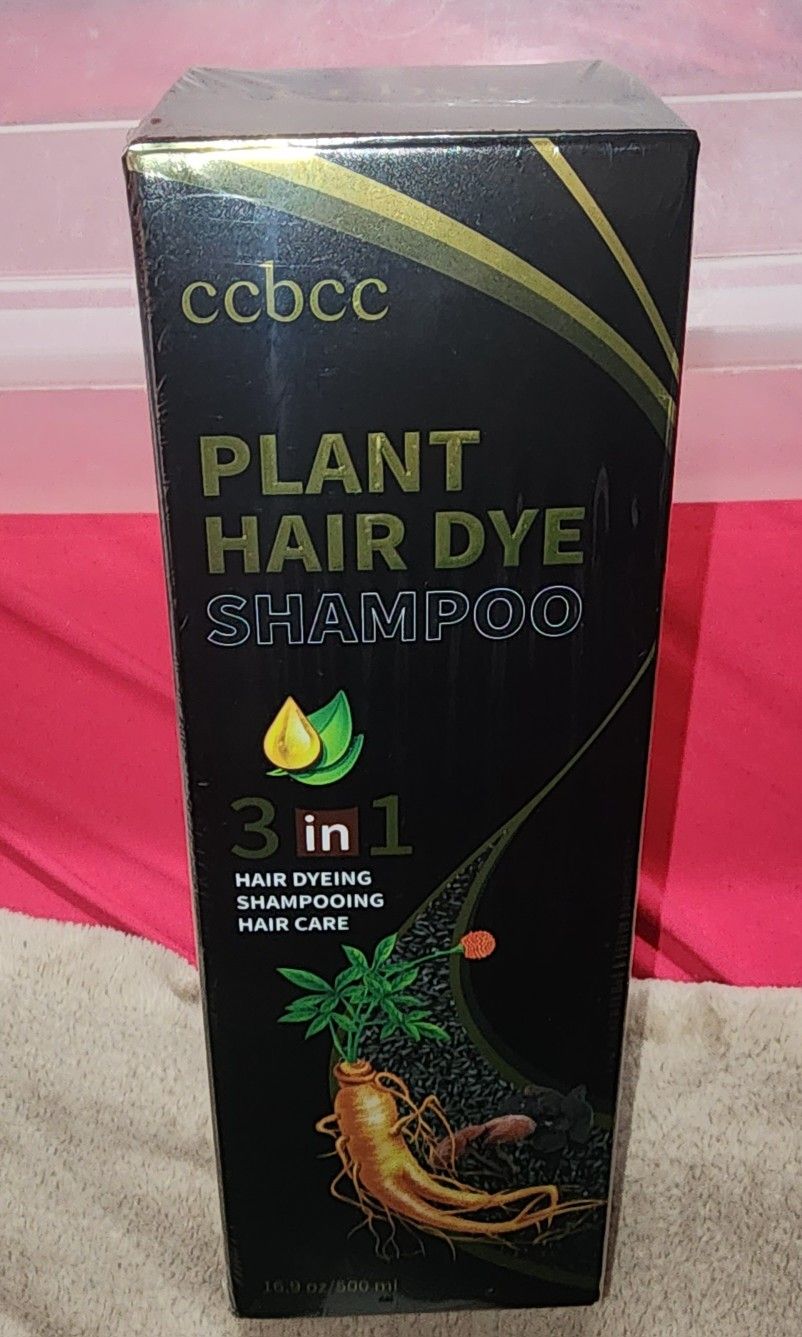 ccbcc
PLANT
HAIR DYE
SHAMPOO
3 in 1
HAIR DYEING
SHAMPOOING
HAIR CARE
16.9 oz/500 ml